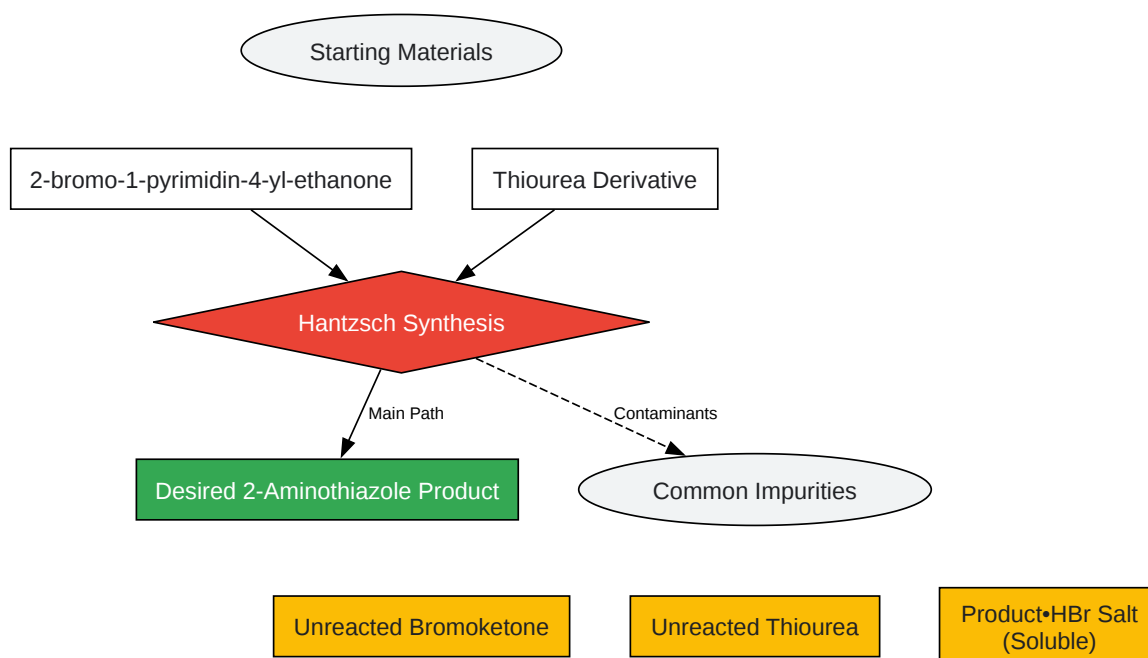 Starting Materials
2-bromo-1-pyrimidin-4-yl-ethanone
Thiourea Derivative
Hantzsch Synthesis
Main Path
Contaminants
Desired 2-Aminothiazole Product
Common Impurities
Unreacted Bromoketone
Unreacted Thiourea
Product•HBr Salt
(Soluble)